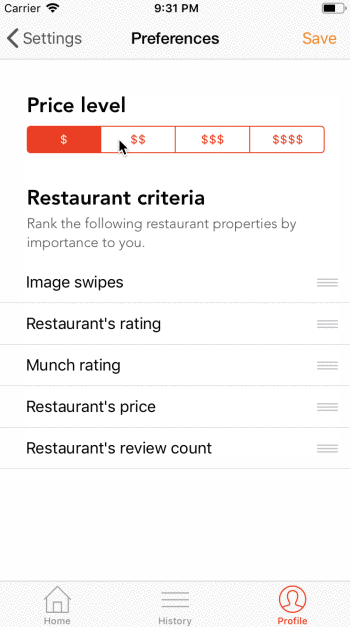 Carrier 9:31 PM
Settings Preferences Save
Price level
$ $$ $$$ $$$$
Restaurant criteria
Rank the following restaurant properties by
importance to you.
Image swipes
Restaurant's rating
Munch rating
Restaurant's price
Restaurant's review count
Home History Profile